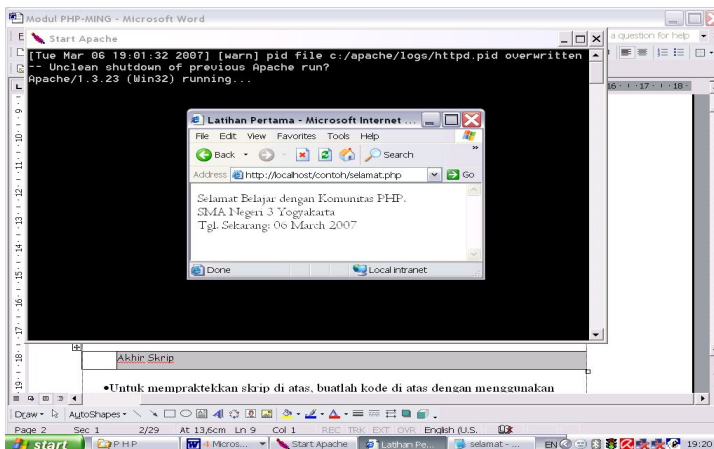 Modul PHP-MING - Microsoft Word
a question for help
Start Apache
[Tue Mar 06 19:01:32 2007] [warn] pid file c:/apache/logs/httpd.pid overwritten
-- Unclean shutdown of previous Apache run?
Apache/1.3.23 (Win32) running...
16 · 17 · 18
Latihan Pertama - Microsoft Internet ...
File Edit View Favorites Tools Help
Back Search
Address http://localhost/contoh/selamat.php Go
Selamat Belajar dengan Komunitas PHP.
SMA Negeri 3 Yogyakarta
Tgl. Sekarang: 06 March 2007
Done Local intranet
Akhir Skrip
•Untuk mempraktekkan skrip di atas, buatlah kode di atas dengan menggunakan
Draw AutoShapes
Page 2 Sec 1 2/29 At 13,6cm Ln 9 Col 1 REC TRK EXT OVR English (U.S.
start P H P 4 Micros... Start Apache Latihan Pe... selamat - ... EN 19:20